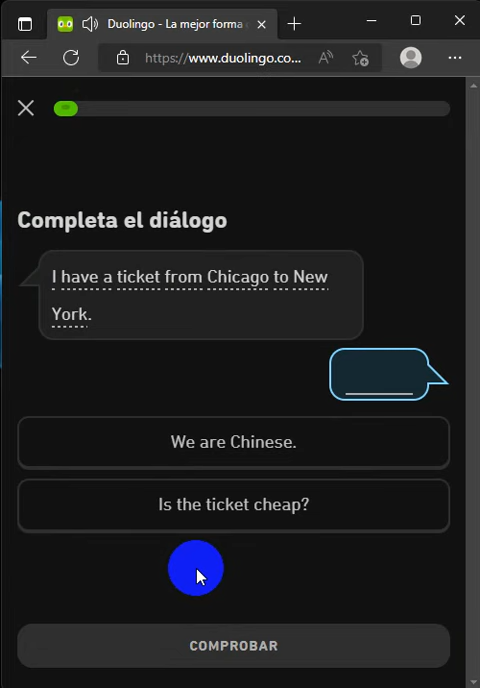 Duolingo - La mejor forma
https://www.duolingo.co...
Completa el diálogo
I have a ticket from Chicago to New
York.
We are Chinese.
Is the ticket cheap?
COMPROBAR